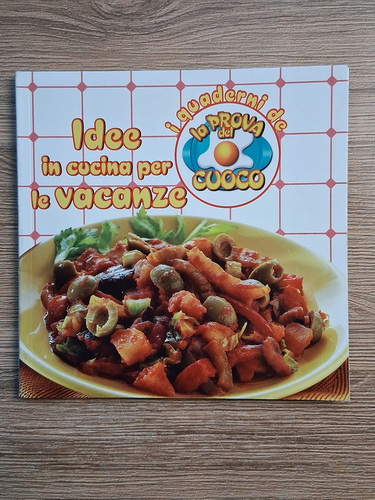 i quaderni de
la PROVA
del
CUOCO
Idee
in cucina per
le vacanze